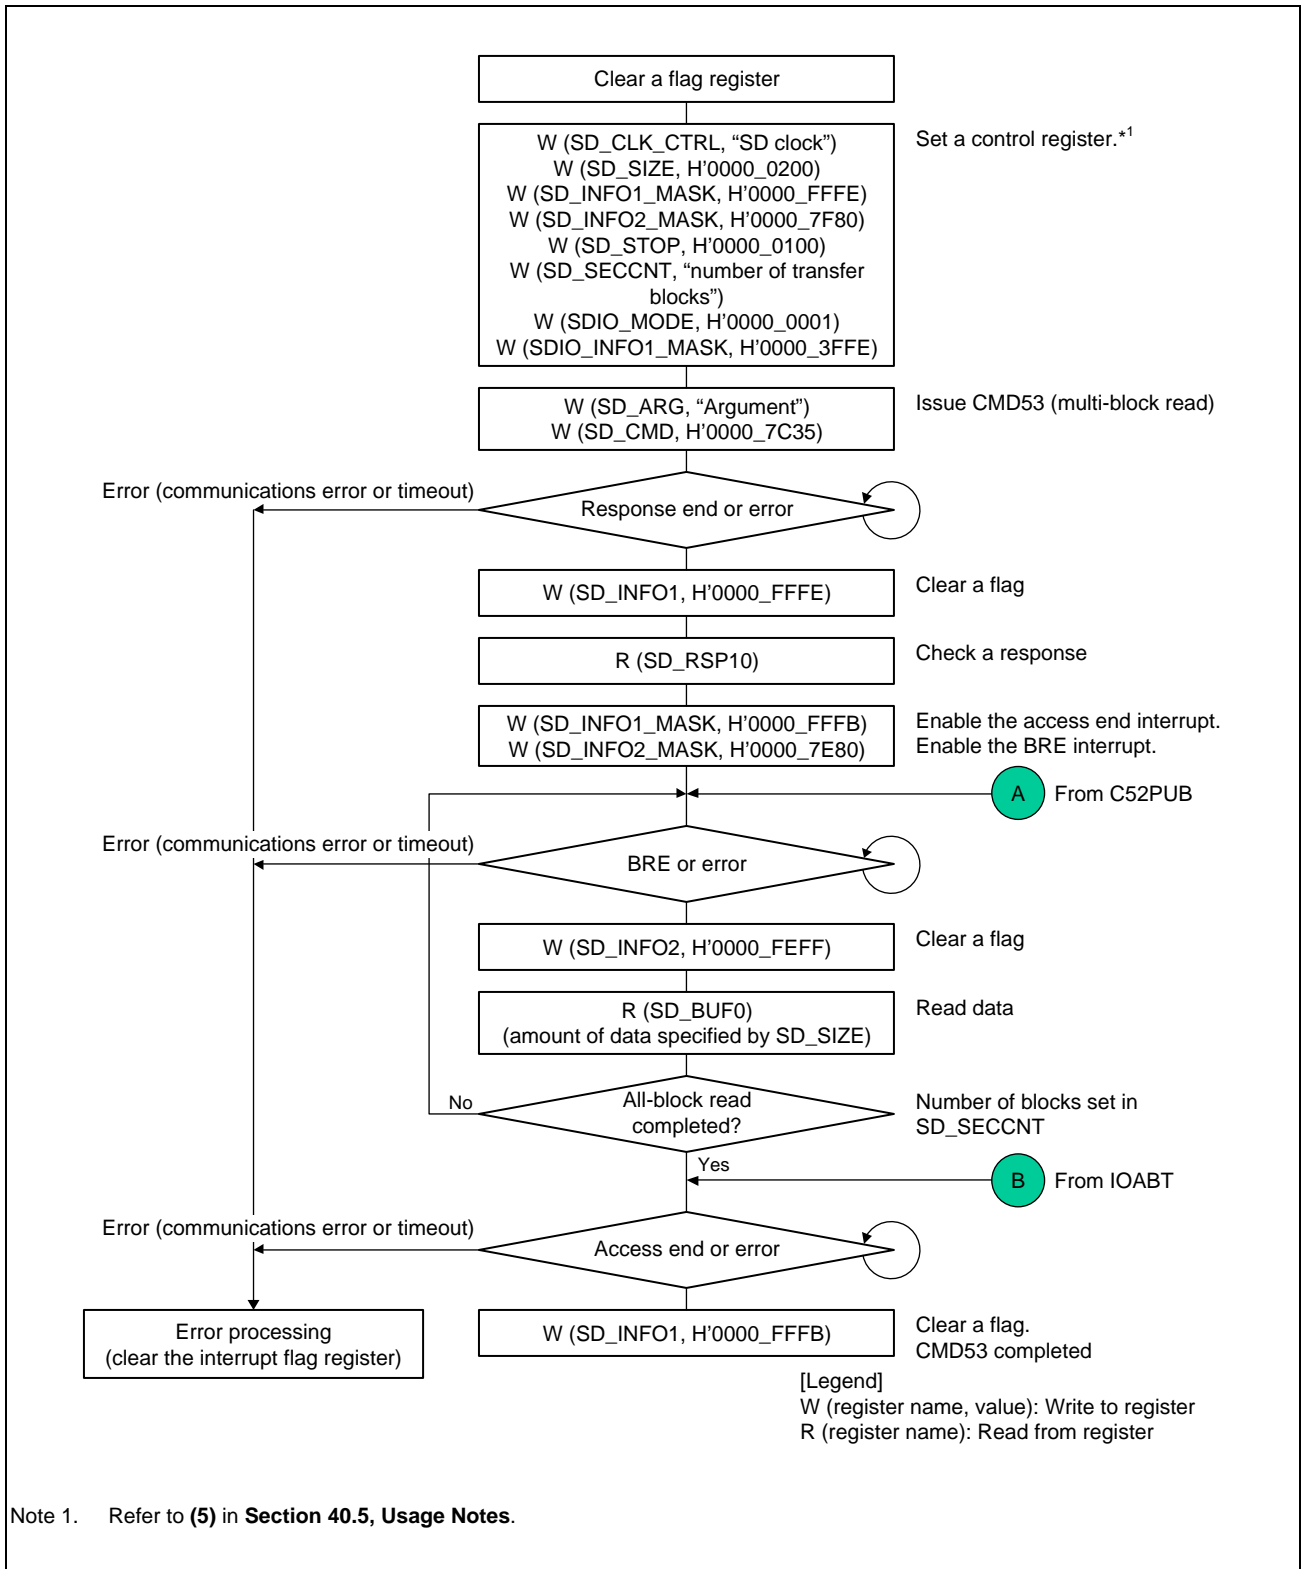 Clear a flag register
W (SD_CLK_CTRL, “SD clock”)
W (SD_SIZE, H’0000_0200)
W (SD_INFO1_MASK, H’0000_FFFE)
W (SD_INFO2_MASK, H’0000_7F80)
W (SD_STOP, H’0000_0100)
W (SD_SECCNT, “number of transfer
blocks”)
W (SDIO_MODE, H’0000_0001)
W (SDIO_INFO1_MASK, H’0000_3FFE)
Set a control register.*1
W (SD_ARG, “Argument”)
W (SD_CMD, H’0000_7C35)
Issue CMD53 (multi-block read)
Error (communications error or timeout)
Response end or error
W (SD_INFO1, H’0000_FFFE)
Clear a flag
R (SD_RSP10)
Check a response
W (SD_INFO1_MASK, H’0000_FFFB)
W (SD_INFO2_MASK, H’0000_7E80)
Enable the access end interrupt.
Enable the BRE interrupt.
A
From C52PUB
Error (communications error or timeout)
BRE or error
W (SD_INFO2, H’0000_FEFF)
Clear a flag
R (SD_BUF0)
(amount of data specified by SD_SIZE)
Read data
No
All-block read
completed?
Number of blocks set in
SD_SECCNT
Yes
B
From IOABT
Error (communications error or timeout)
Access end or error
Error processing
(clear the interrupt flag register)
W (SD_INFO1, H’0000_FFFB)
Clear a flag.
CMD53 completed
[Legend]
W (register name, value): Write to register
R (register name): Read from register
Note 1. Refer to (5) in Section 40.5, Usage Notes.